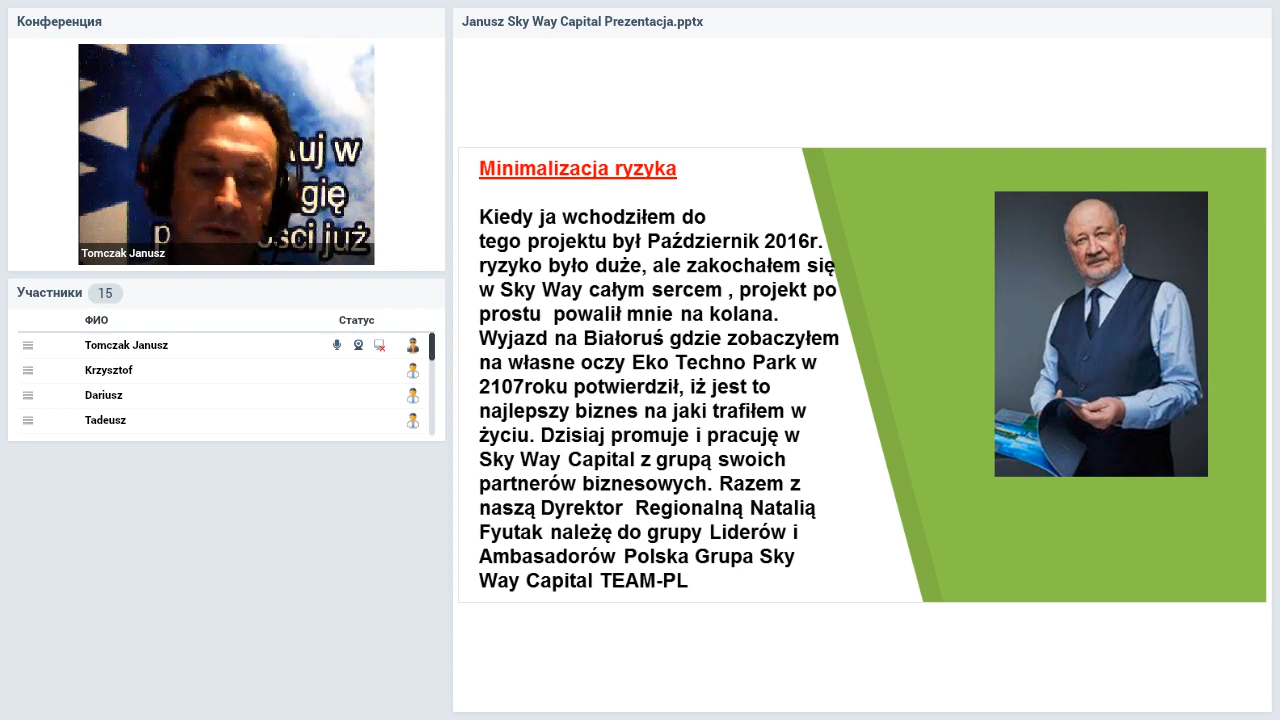 Конференция
uj w
gię
ści już
Tomczak Janusz
Участники 15
ФИО Статус
Tomczak Janusz
Krzysztof
Dariusz
Tadeusz
Janusz Sky Way Capital Prezentacja.pptx
Minimalizacja ryzyka
Kiedy ja wchodziłem do
tego projektu był Październik 2016r.
ryzyko było duże, ale zakochałem się
w Sky Way całym sercem , projekt po
prostu powalił mnie na kolana.
Wyjazd na Białoruś gdzie zobaczyłem
na własne oczy Eko Techno Park w
2107roku potwierdził, iż jest to
najlepszy biznes na jaki trafiłem w
życiu. Dzisiaj promuje i pracuję w
Sky Way Capital z grupą swoich
partnerów biznesowych. Razem z
naszą Dyrektor Regionalną Natalią
Fyutak należę do grupy Liderów i
Ambasadorów Polska Grupa Sky
Way Capital TEAM-PL